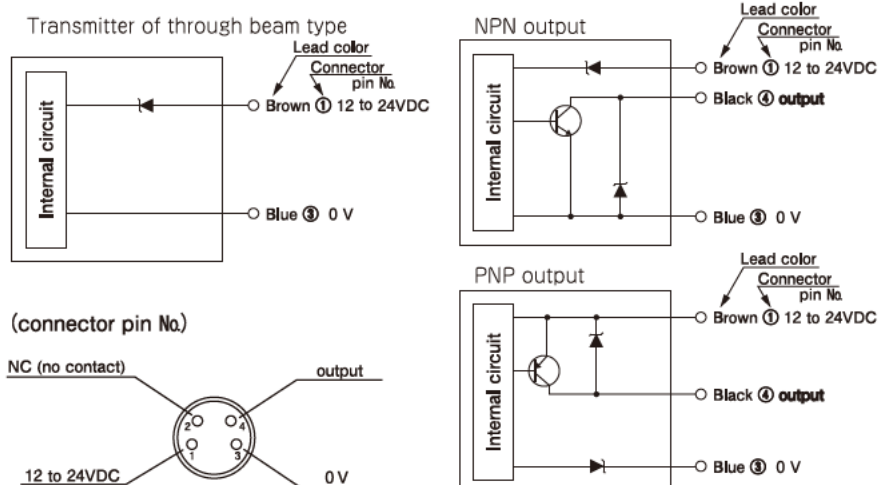 Transmitter of through beam type
Lead color
Connector
pin No.
Brown ① 12 to 24VDC
Internal circuit
Blue ③ 0 V
(connector pin No.)
NC (no contact)
output
2
4
1
3
12 to 24VDC
0 V
NPN output
Lead color
Connector
pin No.
Brown ① 12 to 24VDC
Black ④ output
Internal circuit
Blue ③ 0 V
PNP output
Lead color
Connector
pin No.
Brown ① 12 to 24VDC
Internal circuit
Black ④ output
Blue ③ 0 V